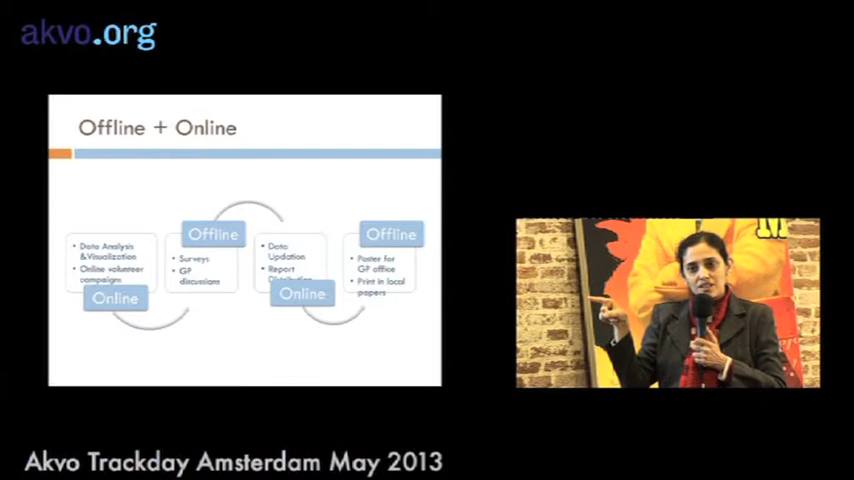 akvo.org
Offline + Online
• Data Analysis
&Visualization
• Online volunteer
campaigns
Online
Offline
• Surveys
• GP
discussions
• Data
Updation
• Report
Distribution
Online
Offline
• Poster for
GP office
• Print in local
papers
M
Akvo Trackday Amsterdam May 2013